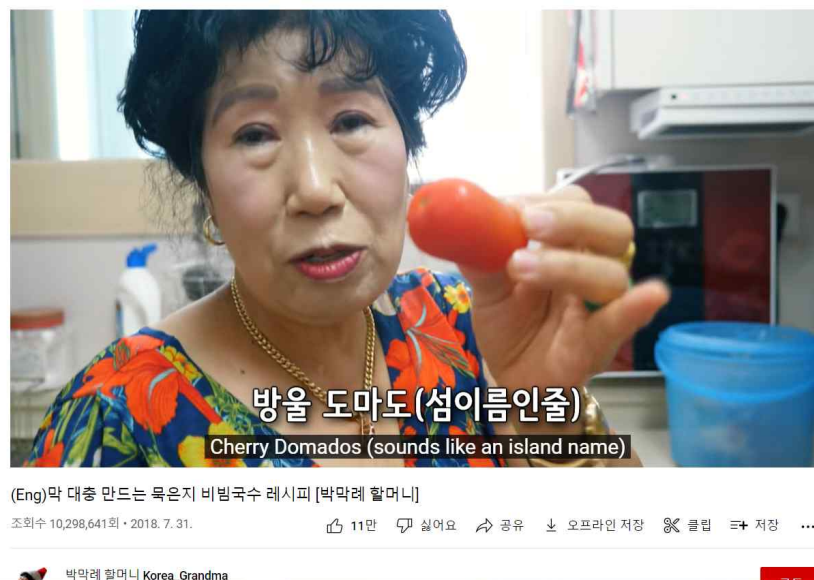 방울 도마도(섬이름인줄)
Cherry Domados (sounds like an island name)
(Eng)막 대충 만드는 묵은지 비빔국수 레시피 [박막례 할머니]
조회수 10,298,641회 • 2018. 7. 31.
11만 싫어요 공유 오프라인 저장 클립 저장
박막례 할머니 Korea_Grandma